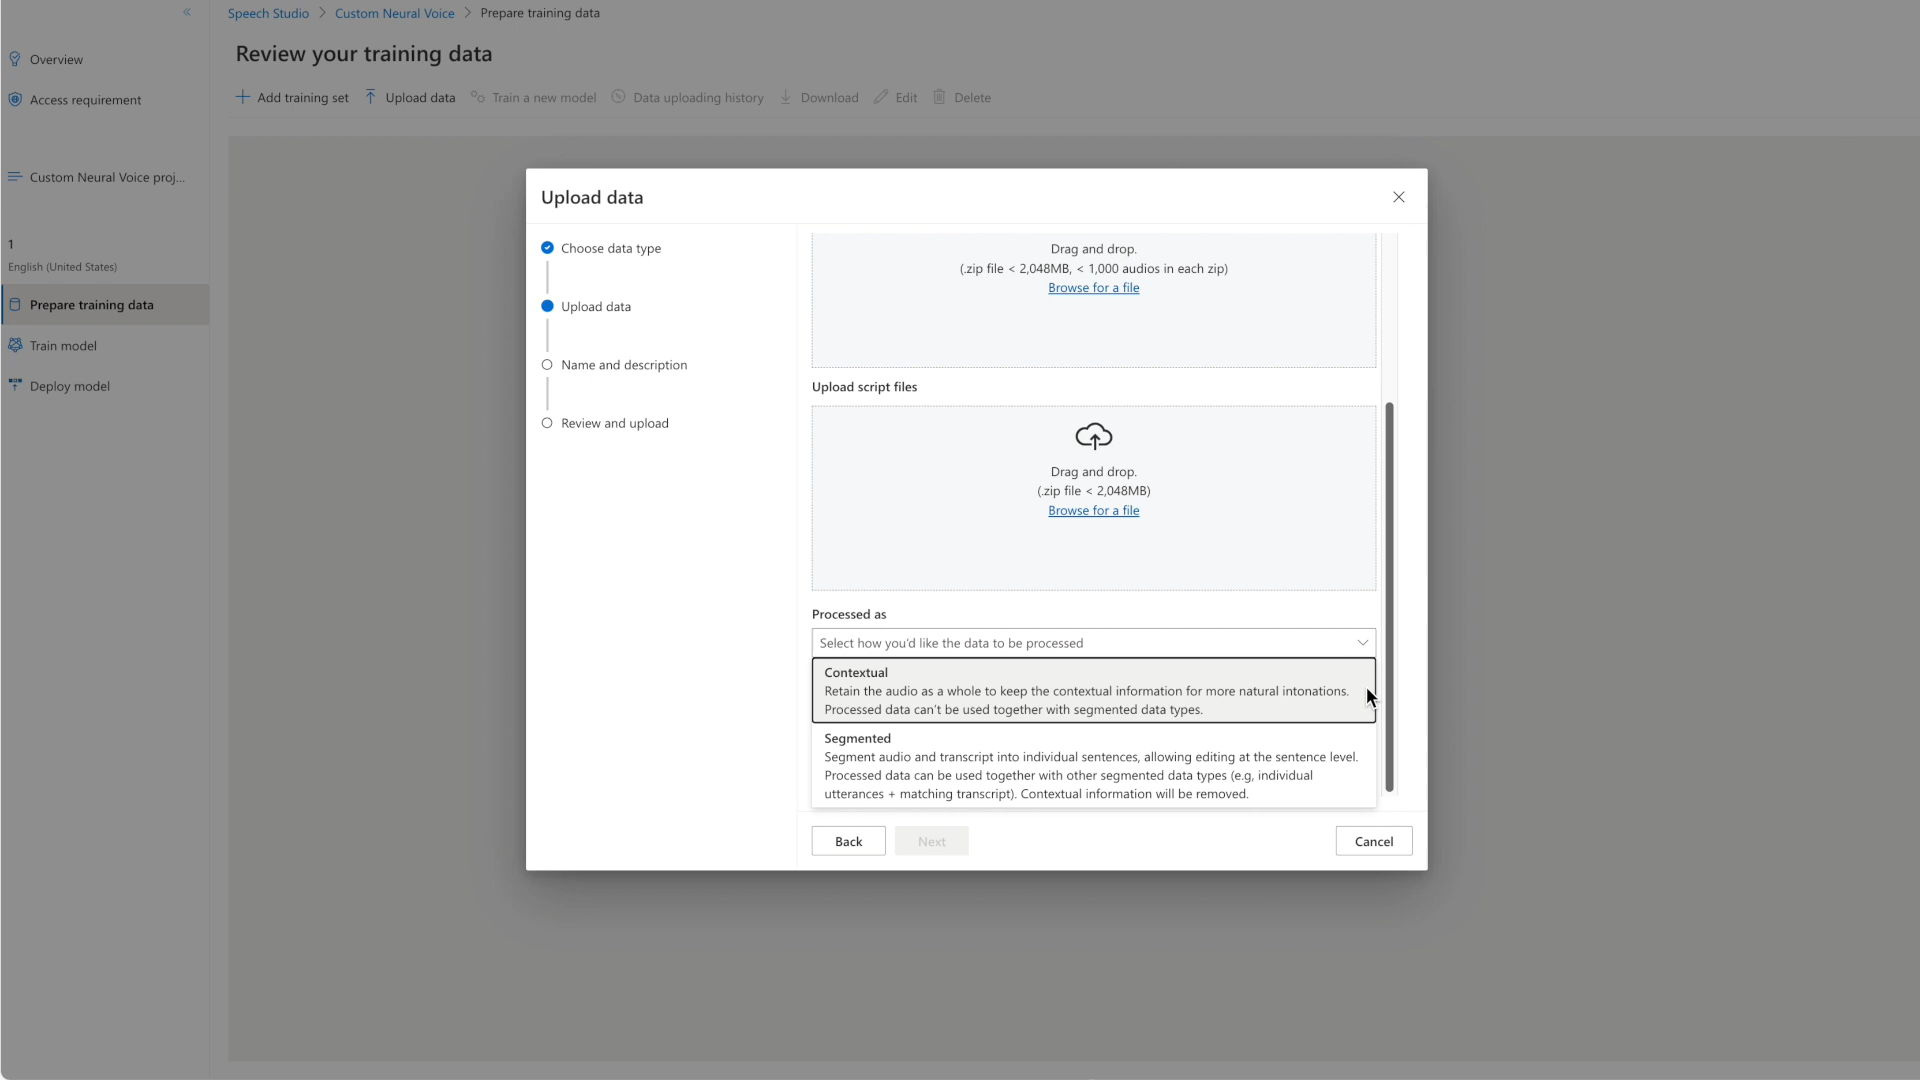 Speech Studio > Custom Neural Voice > Prepare training data
Review your training data
Add training set Upload data Train a new model Data uploading history Download Edit Delete
Overview
Access requirement
Custom Neural Voice proj...
1
English (United States)
Prepare training data
Train model
Deploy model
Upload data
Choose data type
Upload data
Name and description
Review and upload
Drag and drop.
(.zip file < 2,048MB, < 1,000 audios in each zip)
Browse for a file
Upload script files
Drag and drop.
(.zip file < 2,048MB)
Browse for a file
Processed as
Select how you'd like the data to be processed
Contextual
Retain the audio as a whole to keep the contextual information for more natural intonations.
Processed data can't be used together with segmented data types.
Segmented
Segment audio and transcript into individual sentences, allowing editing at the sentence level.
Processed data can be used together with other segmented data types (e.g, individual
utterances + matching transcript). Contextual information will be removed.
Back Next Cancel